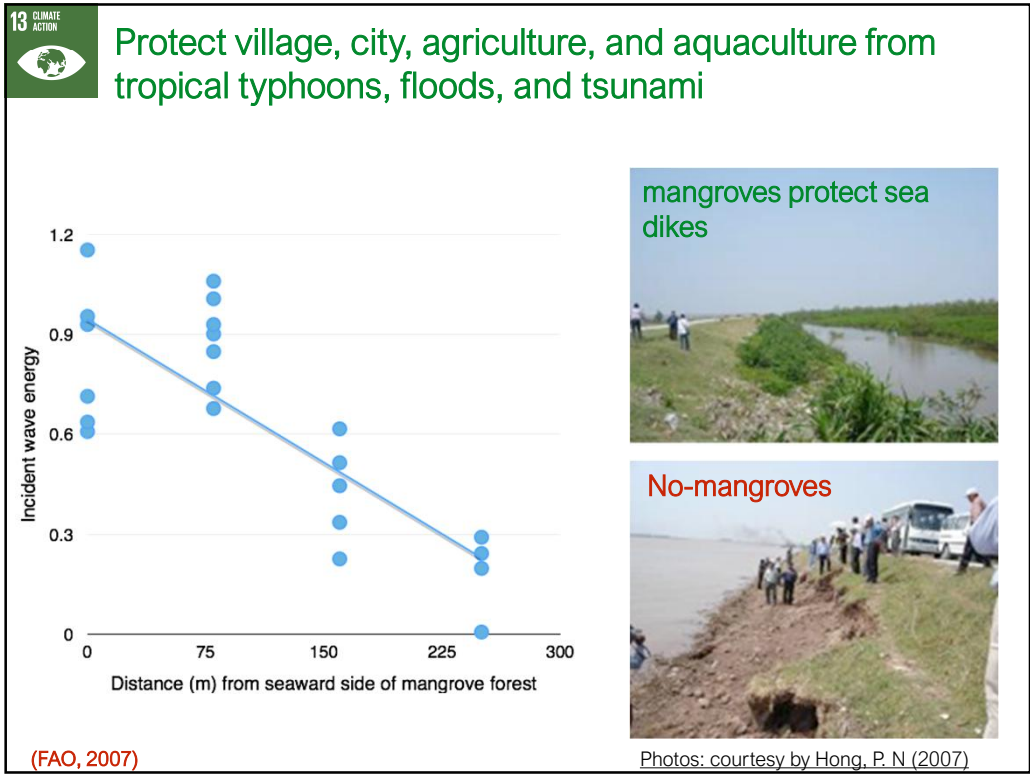 13 CLIMATE
ACTION
Protect village, city, agriculture, and aquaculture from
tropical typhoons, floods, and tsunami
1.2
0.9
0.6
0.3
0
Incident wave energy
0
75
150
225
300
Distance (m) from seaward side of mangrove forest
mangroves protect sea
dikes
No-mangroves
(FAO, 2007)
Photos: courtesy by Hong, P. N (2007)